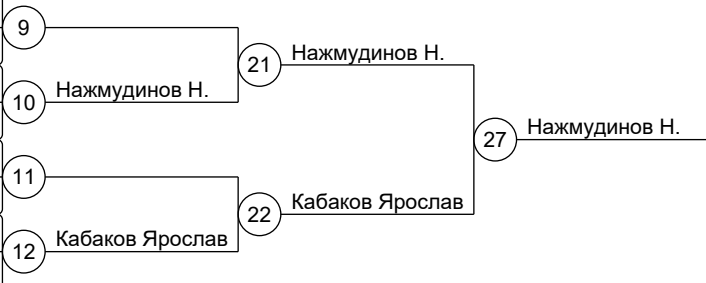 9
10 Нажмудинов Н.
21 Нажмудинов Н.
11
12 Кабаков Ярослав
22 Кабаков Ярослав
27 Нажмудинов Н.